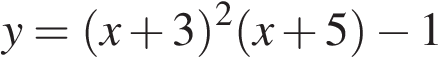 y = (x + 3)²(x + 5) − 1